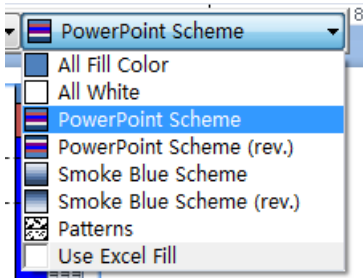 8
PowerPoint Scheme
All Fill Color
All White
PowerPoint Scheme
PowerPoint Scheme (rev.)
Smoke Blue Scheme
Smoke Blue Scheme (rev.)
Patterns
Use Excel Fill